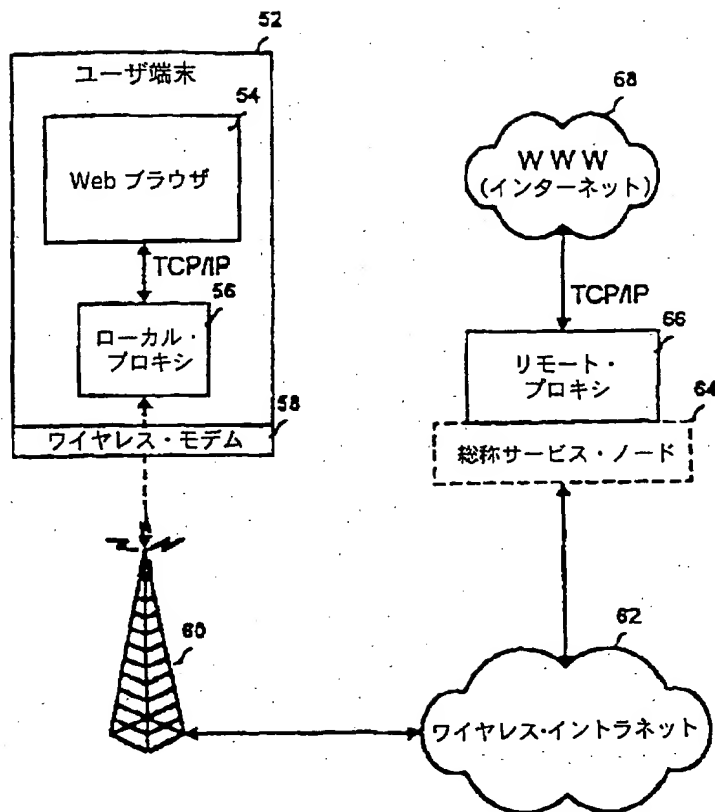 52
ユーザ端末
54
Web ブラウザ
TCP/IP
56
ローカル・
プロキシ
58
ワイヤレス・モデム
60
68
WWW
(インターネット)
TCP/IP
66
リモート・
プロキシ
64
総称サービス・ノード
62
ワイヤレス・イントラネット